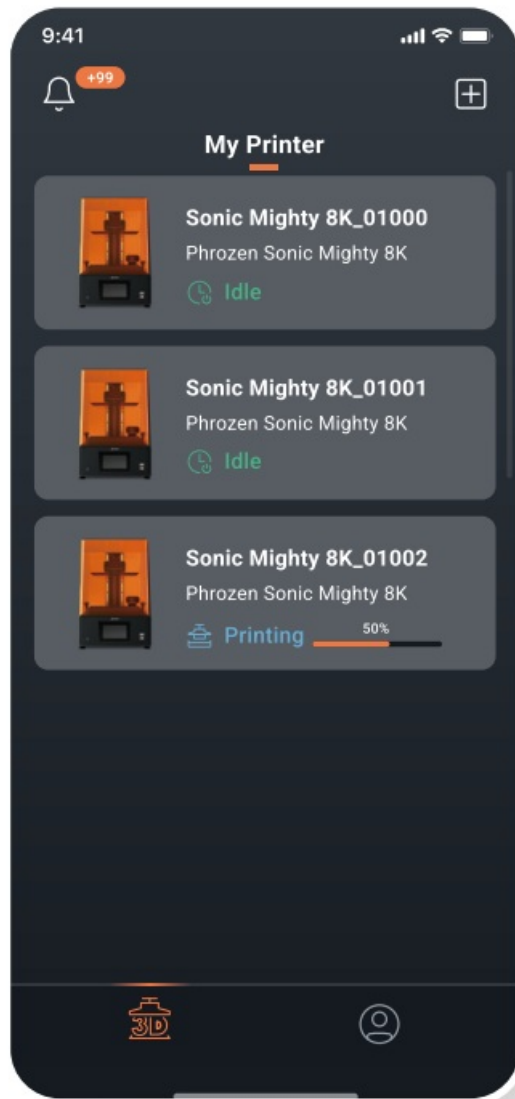 9:41
+99
My Printer
Sonic Mighty 8K_01000
Phrozen Sonic Mighty 8K
Idle
Sonic Mighty 8K_01001
Phrozen Sonic Mighty 8K
Idle
Sonic Mighty 8K_01002
Phrozen Sonic Mighty 8K
Printing 50%
3D